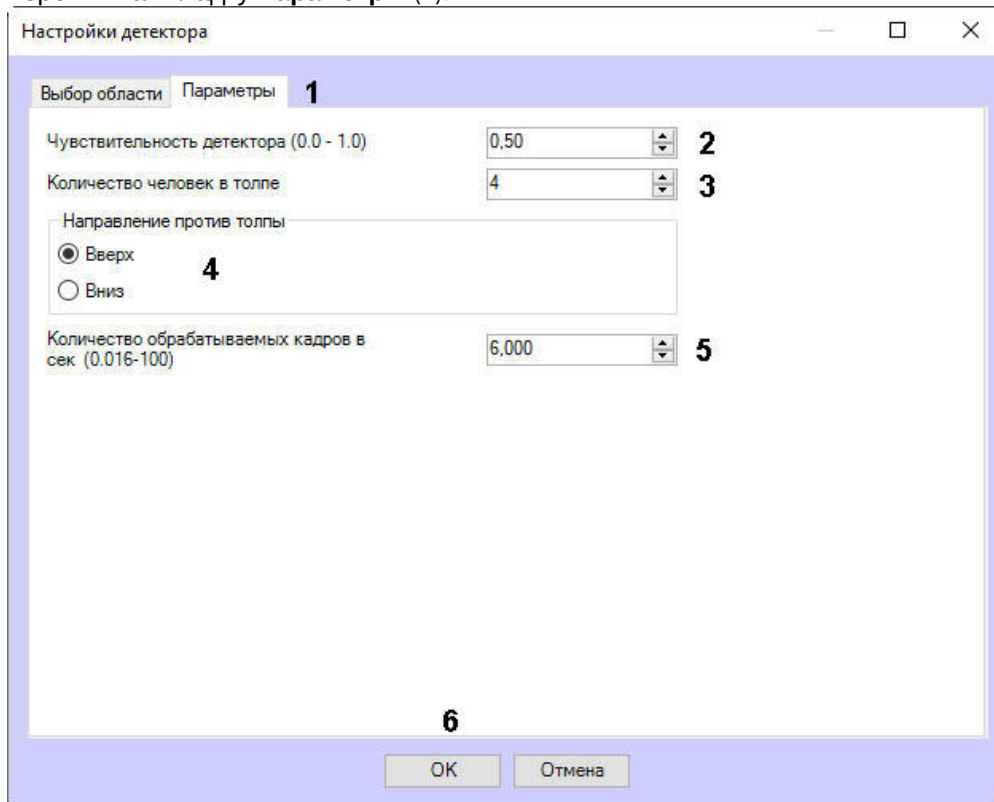 Настройки детектора
Выбор области Параметры 1
Чувствительность детектора (0.0 - 1.0) 0,50 2
Количество человек в толпе 4 3
Направление против толпы
Вверх
4
Вниз
Количество обрабатываемых кадров в
сек (0.016-100) 6,000 5
6
OK Отмена